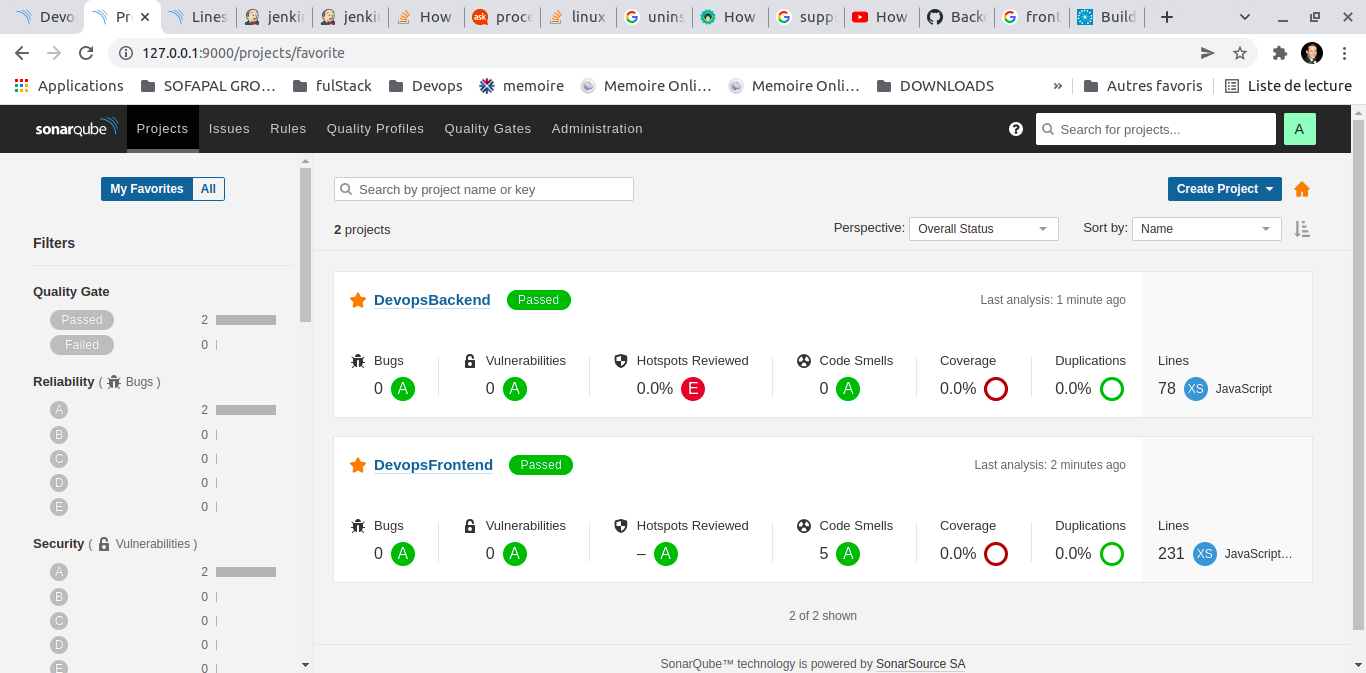 Devo
Pr
Lines
jenkin
jenkin
How
proce
linux
unins
How
supp
How
Back
front
Build
127.0.0.1:9000/projects/favorite
Applications SOFAPAL GRO… fulStack Devops memoire Memoire Onli… Memoire Onli… DOWNLOADS » Autres favoris Liste de lecture
sonarqube Projects Issues Rules Quality Profiles Quality Gates Administration ? Search for projects... A
My Favorites All
Search by project name or key
Create Project
2 projects
Perspective: Overall Status
Sort by: Name
Filters
Quality Gate
Passed 2
Failed 0
Reliability ( Bugs )
A 2
B 0
C 0
D 0
E 0
Security ( Vulnerabilities )
A 2
B 0
C 0
D 0
E 0
DevopsBackend Passed Last analysis: 1 minute ago
Bugs Vulnerabilities Hotspots Reviewed Code Smells Coverage Duplications Lines
0 A 0 A 0.0% E 0 A 0.0% 0.0% 78 XS JavaScript
DevopsFrontend Passed Last analysis: 2 minutes ago
Bugs Vulnerabilities Hotspots Reviewed Code Smells Coverage Duplications Lines
0 A 0 A – A 5 A 0.0% 0.0% 231 XS JavaScript…
2 of 2 shown
SonarQube™ technology is powered by SonarSource SA